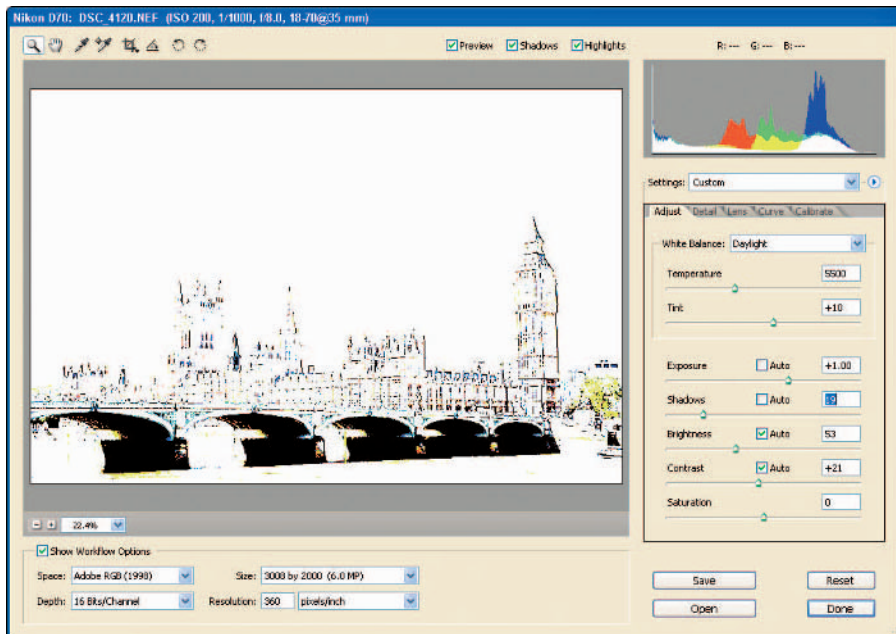 Nikon D70: DSC_4120.NEF (ISO 200, 1/1000, f/8.0, 18-70@35 mm)
Preview Shadows Highlights R: --- G: --- B: ---
Settings: Custom
Adjust Detail Lens Curve Calibrate
White Balance: Daylight
Temperature 5500
Tint +10
Exposure Auto +1.00
Shadows Auto 19
Brightness Auto 53
Contrast Auto +21
Saturation 0
22.4%
Show Workflow Options
Space: Adobe RGB (1998) Size: 3008 by 2000 (6.0 MP)
Depth: 16 Bits/Channel Resolution: 360 pixels/inch
Save Reset
Open Done